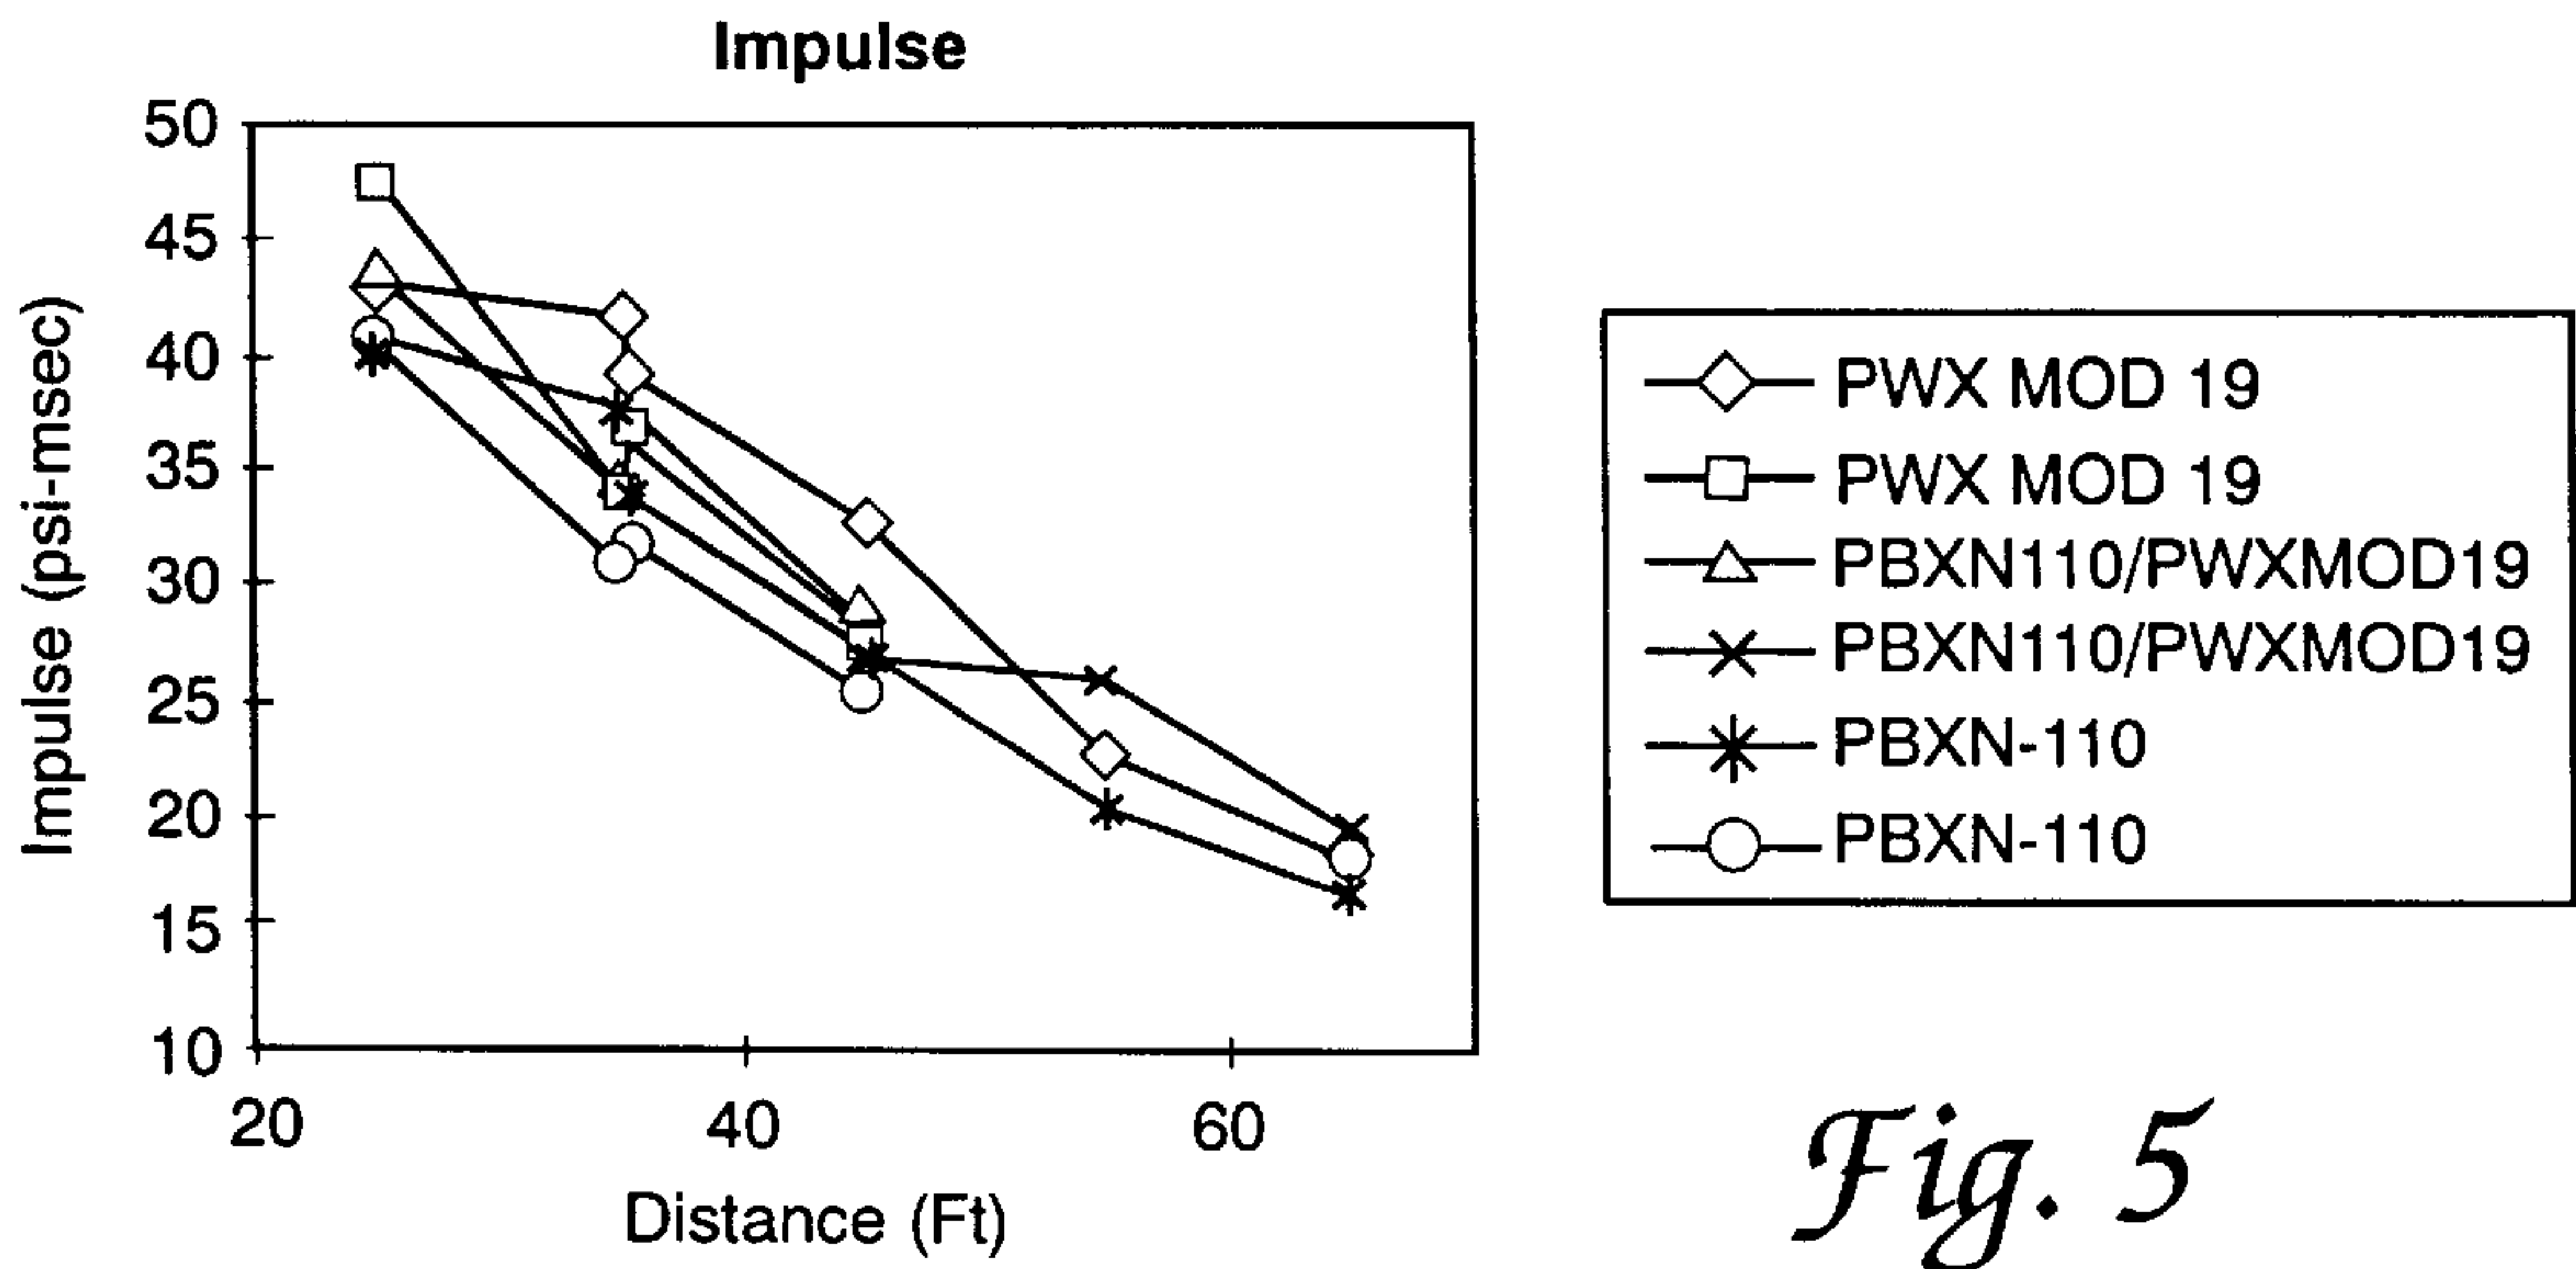 Impulse
50
45
40
35
30
25
20
15
10
Impulse (psi-msec)
20 40 60
Distance (Ft)
PWX MOD 19
PWX MOD 19
PBXN110/PWXMOD19
PBXN110/PWXMOD19
PBXN-110
PBXN-110
Fig. 5